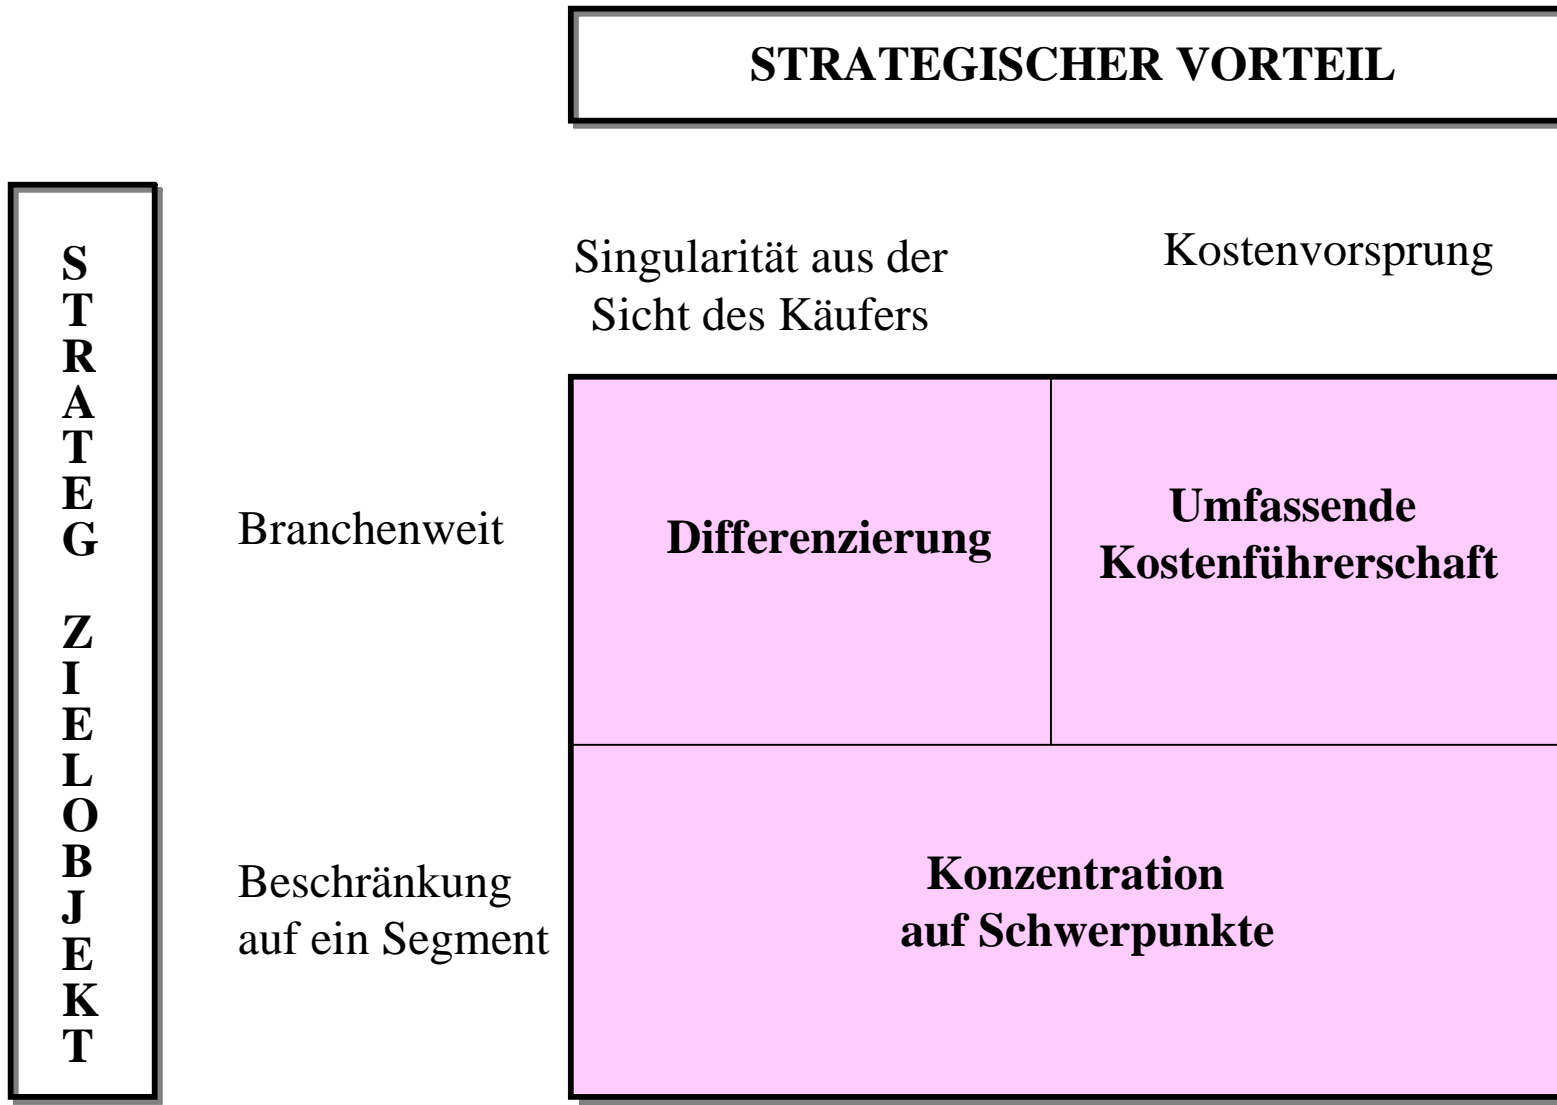 STRATEGISCHER VORTEIL
Singularität aus der
Sicht des Käufers
Kostenvorsprung
S
T
R
A
T
E
G
Z
I
E
L
O
B
J
E
K
T
Branchenweit
Differenzierung
Umfassende
Kostenführerschaft
Beschränkung
auf ein Segment
Konzentration
auf Schwerpunkte